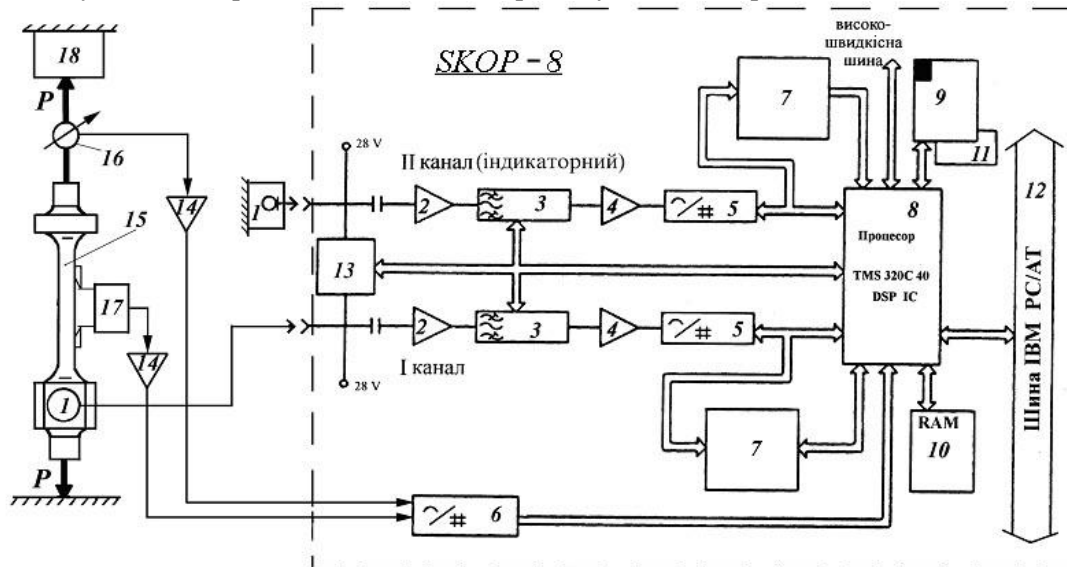 18
P
16
15
14
17
14
1
P
SKOP – 8
28 V
II канал (індикаторний)
1
2
3
4
5
13
2
3
4
5
I канал
28 V
7
7
6
високо-
швидкісна
шина
9
11
8
Процесор
TMS 320C 40
DSP IC
RAM
10
12
Шина IBM PC/AT